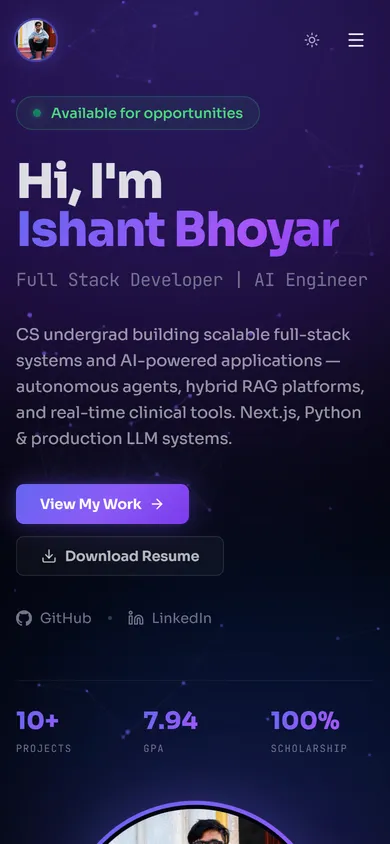 Available for opportunities
Hi, I'm
Ishant Bhoyar
Full Stack Developer | AI Engineer
CS undergrad building scalable full-stack
systems and AI-powered applications —
autonomous agents, hybrid RAG platforms,
and real-time clinical tools. Next.js, Python
& production LLM systems.
View My Work →
Download Resume
GitHub • LinkedIn
10+ 7.94 100%
PROJECTS GPA SCHOLARSHIP